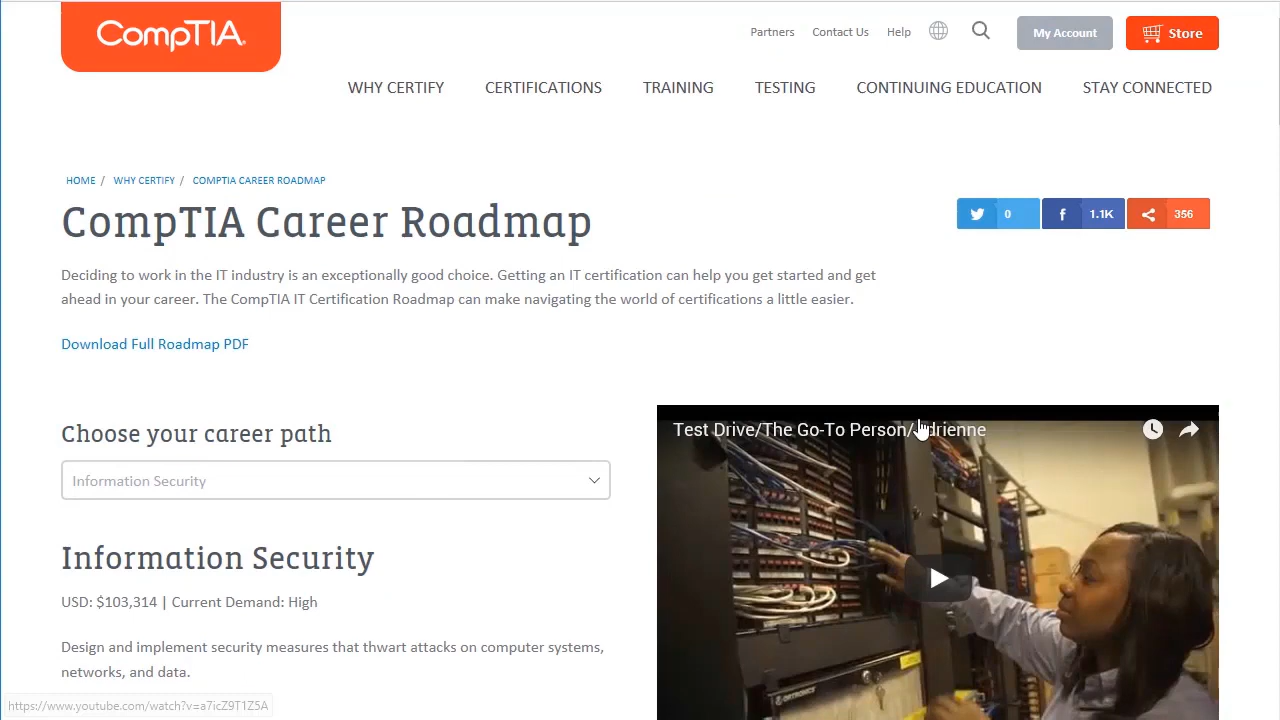 CompTIA.
Partners Contact Us Help My Account Store
WHY CERTIFY CERTIFICATIONS TRAINING TESTING CONTINUING EDUCATION STAY CONNECTED
HOME / WHY CERTIFY / COMPTIA CAREER ROADMAP
CompTIA Career Roadmap
0 1.1K 356
Deciding to work in the IT industry is an exceptionally good choice. Getting an IT certification can help you get started and get
ahead in your career. The CompTIA IT Certification Roadmap can make navigating the world of certifications a little easier.
Download Full Roadmap PDF
Choose your career path
Information Security
Information Security
USD: $103,314 | Current Demand: High
Design and implement security measures that thwart attacks on computer systems,
networks, and data.
Test Drive/The Go-To Person/Adrienne
https://www.youtube.com/watch?v=a7icZ9T1Z5A